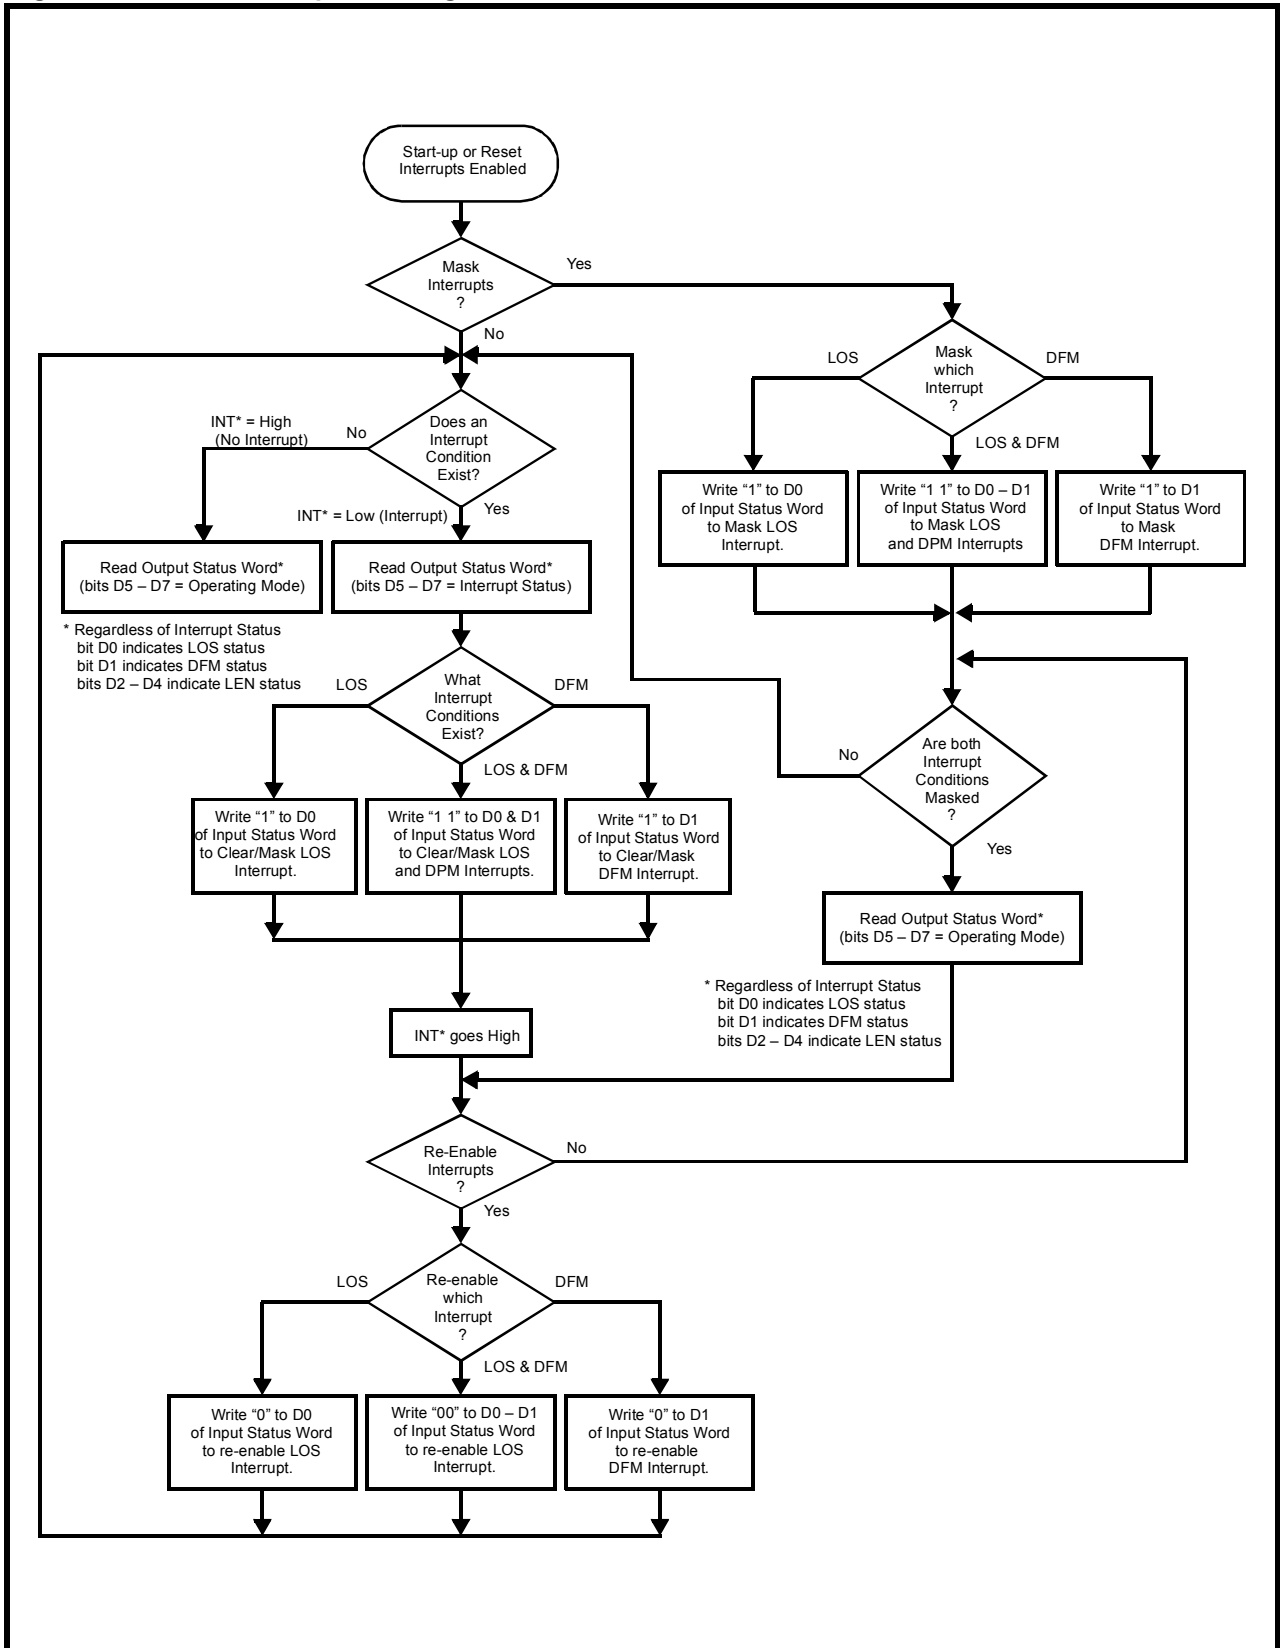 Start-up or Reset
Interrupts Enabled
Mask
Interrupts
?
Yes
No
Mask
which
Interrupt
?
LOS
DFM
LOS & DFM
Write “1” to D0
of Input Status Word
to Mask LOS
Interrupt.
Write “1 1” to D0 – D1
of Input Status Word
to Mask LOS
and DPM Interrupts
Write “1” to D1
of Input Status Word
to Mask
DFM Interrupt.
Does an
Interrupt
Condition
Exist?
INT* = High
(No Interrupt)
No
INT* = Low (Interrupt)
Yes
Read Output Status Word*
(bits D5 – D7 = Operating Mode)
Read Output Status Word*
(bits D5 – D7 = Interrupt Status)
* Regardless of Interrupt Status
bit D0 indicates LOS status
bit D1 indicates DFM status
bits D2 – D4 indicate LEN status
What
Interrupt
Conditions
Exist?
LOS
DFM
LOS & DFM
Write “1” to D0
of Input Status Word
to Clear/Mask LOS
Interrupt.
Write “1 1” to D0 & D1
of Input Status Word
to Clear/Mask LOS
and DPM Interrupts.
Write “1” to D1
of Input Status Word
to Clear/Mask
DFM Interrupt.
Are both
Interrupt
Conditions
Masked
?
No
Yes
Read Output Status Word*
(bits D5 – D7 = Operating Mode)
* Regardless of Interrupt Status
bit D0 indicates LOS status
bit D1 indicates DFM status
bits D2 – D4 indicate LEN status
INT* goes High
Re-Enable
Interrupts
?
No
Yes
Re-enable
which
Interrupt
?
LOS
DFM
LOS & DFM
Write “0” to D0
of Input Status Word
to re-enable LOS
Interrupt.
Write “00” to D0 – D1
of Input Status Word
to re-enable LOS
Interrupt.
Write “0” to D1
of Input Status Word
to re-enable
DFM Interrupt.